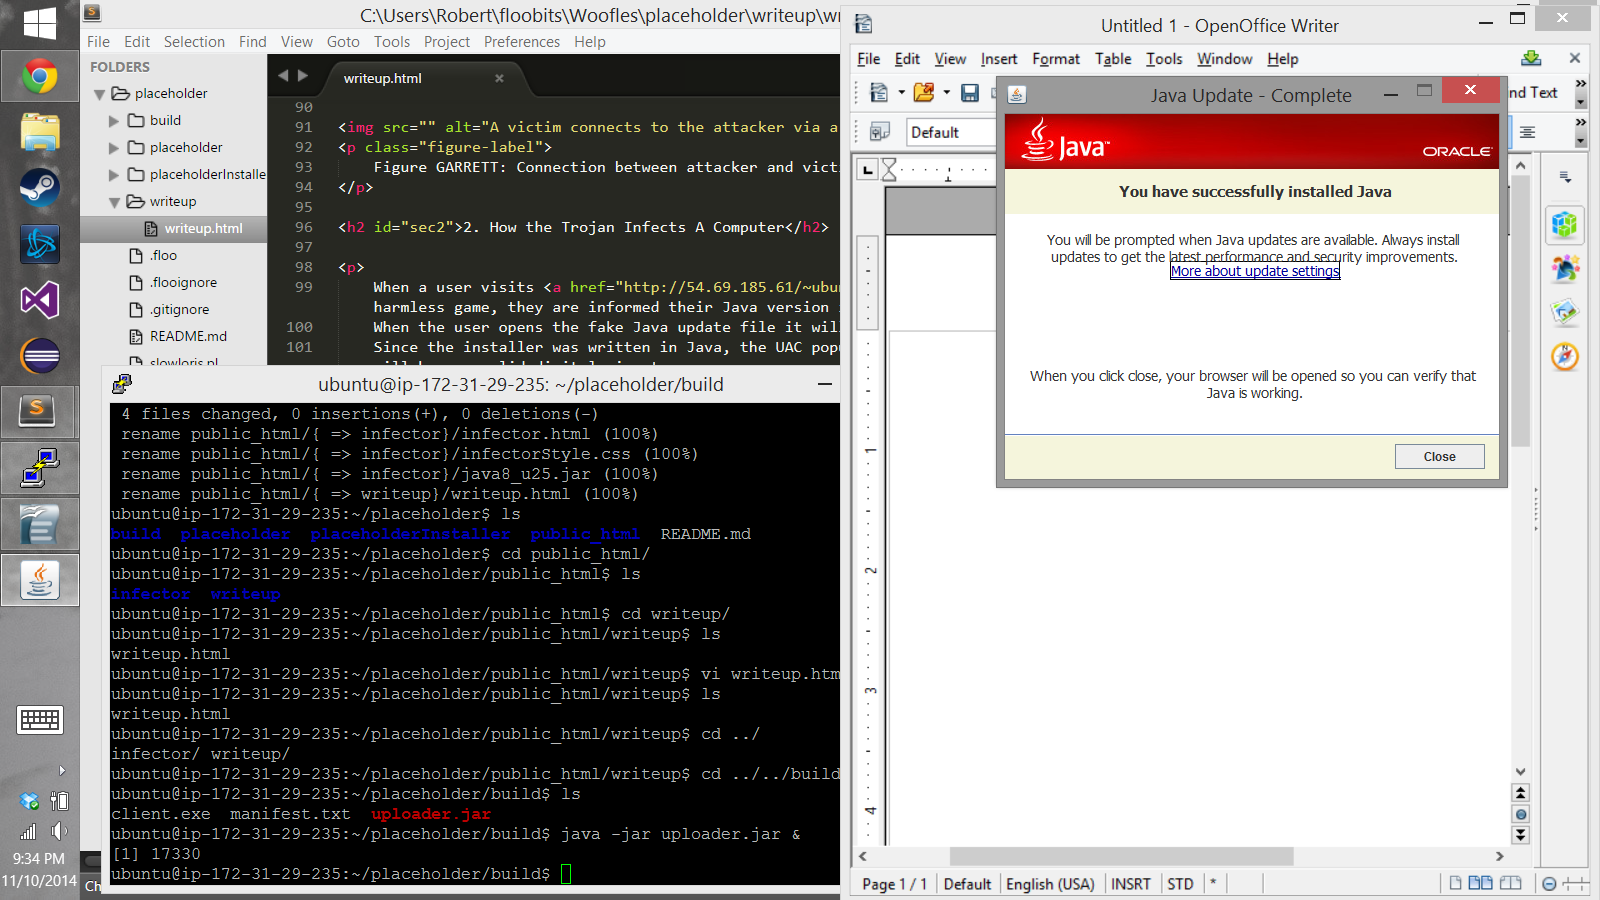 C:\Users\Robert\floobits\Woofles\placeholder\writeup\wr
File Edit Selection Find View Goto Tools Project Preferences Help
FOLDERS
placeholder
build
placeholder
placeholderInstalle
writeup
writeup.html
.floo
.flooignore
.gitignore
README.md
slowloris.pl
writeup.html
90
91 <img src="" alt="A victim connects to the attacker via a
92 <p class="figure-label">
93 Figure GARRETT: Connection between attacker and victi
94 </p>
95
96 <h2 id="sec2">2. How the Trojan Infects A Computer</h2>
97
98 <p>
99 When a user visits <a href="http://54.69.185.61/~ubun
harmless game, they are informed their Java version
100 When the user opens the fake Java update file it wil
101 Since the installer was written in Java, the UAC popu
ubuntu@ip-172-31-29-235: ~/placeholder/build
4 files changed, 0 insertions(+), 0 deletions(-)
rename public_html/{ => infector}/infector.html (100%)
rename public_html/{ => infector}/infectorStyle.css (100%)
rename public_html/{ => infector}/java8_u25.jar (100%)
rename public_html/{ => writeup}/writeup.html (100%)
ubuntu@ip-172-31-29-235:~/placeholder$ ls
build placeholder placeholderInstaller public_html README.md
ubuntu@ip-172-31-29-235:~/placeholder$ cd public_html/
ubuntu@ip-172-31-29-235:~/placeholder/public_html$ ls
infector writeup
ubuntu@ip-172-31-29-235:~/placeholder/public_html$ cd writeup/
ubuntu@ip-172-31-29-235:~/placeholder/public_html/writeup$ ls
writeup.html
ubuntu@ip-172-31-29-235:~/placeholder/public_html/writeup$ vi writeup.htm
ubuntu@ip-172-31-29-235:~/placeholder/public_html/writeup$ ls
writeup.html
ubuntu@ip-172-31-29-235:~/placeholder/public_html/writeup$ cd ../
infector/ writeup/
ubuntu@ip-172-31-29-235:~/placeholder/public_html/writeup$ cd ../../build
ubuntu@ip-172-31-29-235:~/placeholder/build$ ls
client.exe manifest.txt uploader.jar
ubuntu@ip-172-31-29-235:~/placeholder/build$ java -jar uploader.jar &
[1] 17330
ubuntu@ip-172-31-29-235:~/placeholder/build$
9:34 PM
11/10/2014
Ch
Untitled 1 - OpenOffice Writer
File Edit View Insert Format Table Tools Window Help
nd Text
Default
Java Update - Complete
Java™
ORACLE
You have successfully installed Java
You will be prompted when Java updates are available. Always install
updates to get the latest performance and security improvements.
More about update settings
When you click close, your browser will be opened so you can verify that
Java is working.
Close
1
2
3
4
Page 1 / 1 Default English (USA) INSRT STD *